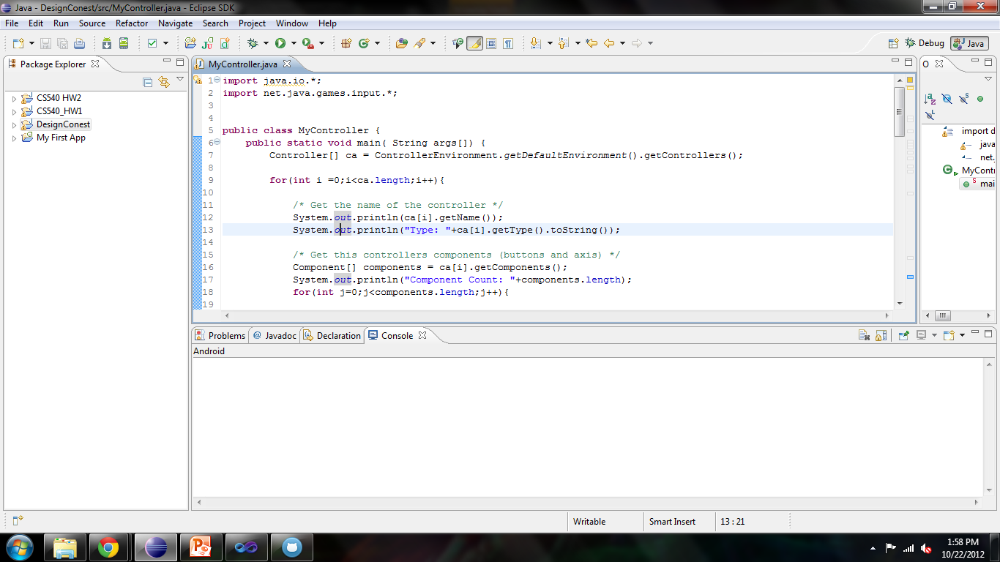 Java - DesignConest/src/MyController.java - Eclipse SDK
File Edit Run Source Refactor Navigate Search Project Window Help
Debug Java
Package Explorer
CS540 HW2
CS540_HW1
DesignConest
My First App
MyController.java
1 import java.io.*;
2 import net.java.games.input.*;
3
4
5 public class MyController {
6 public static void main( String args[]) {
7 Controller[] ca = ControllerEnvironment.getDefaultEnvironment().getControllers();
8
9 for(int i =0;i<ca.length;i++){
10
11 /* Get the name of the controller */
12 System.out.println(ca[i].getName());
13 System.out.println("Type: "+ca[i].getType().toString());
14
15 /* Get this controllers components (buttons and axis) */
16 Component[] components = ca[i].getComponents();
17 System.out.println("Component Count: "+components.length);
18 for(int j=0;j<components.length;j++){
19
O
import d
java
net.
MyContr
S mai
Problems @ Javadoc Declaration Console
Android
Writable Smart Insert 13 : 21
1:58 PM
10/22/2012